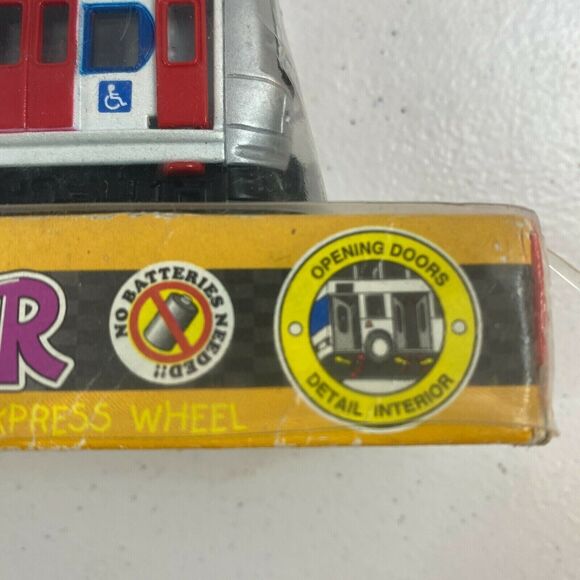 R
NO BATTERIES NEEDED!!
OPENING DOORS
DETAIL INTERIOR
XPRESS WHEEL